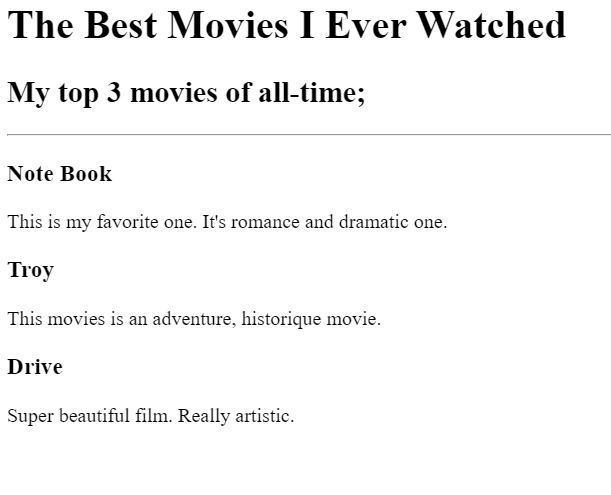 The Best Movies I Ever Watched
My top 3 movies of all-time;
Note Book
This is my favorite one. It's romance and dramatic one.
Troy
This movies is an adventure, historique movie.
Drive
Super beautiful film. Really artistic.